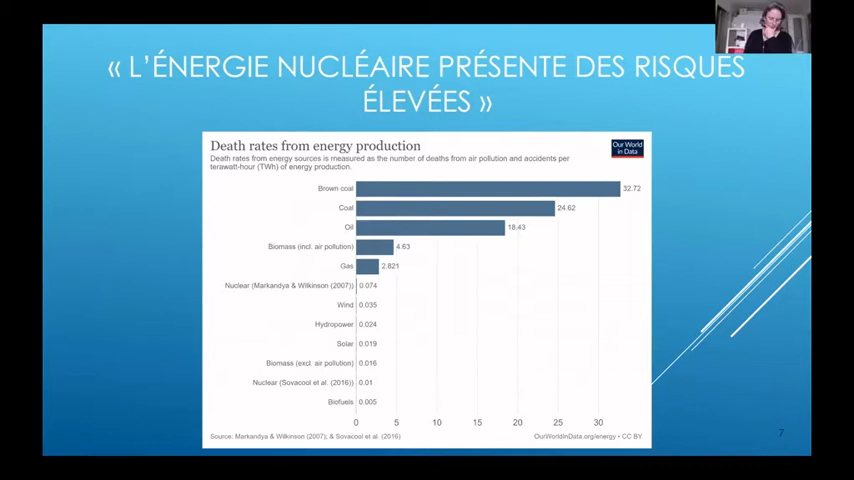 « L’ÉNERGIE NUCLÉAIRE PRÉSENTE DES RISQUES
ÉLEVÉES »
Death rates from energy production
Our World
in Data
Death rates from energy sources is measured as the number of deaths from air pollution and accidents per
terawatt-hour (TWh) of energy production.
Brown coal 32.72
Coal 24.62
Oil 18.43
Biomass (incl. air pollution) 4.63
Gas 2.821
Nuclear (Markandya & Wilkinson (2007)) 0.074
Wind 0.035
Hydropower 0.024
Solar 0.019
Biomass (excl. air pollution) 0.016
Nuclear (Sovacool et al. (2016)) 0.01
Biofuels 0.005
0 5 10 15 20 25 30
Source: Markandya & Wilkinson (2007); & Sovacool et al. (2016) OurWorldInData.org/energy • CC BY
7